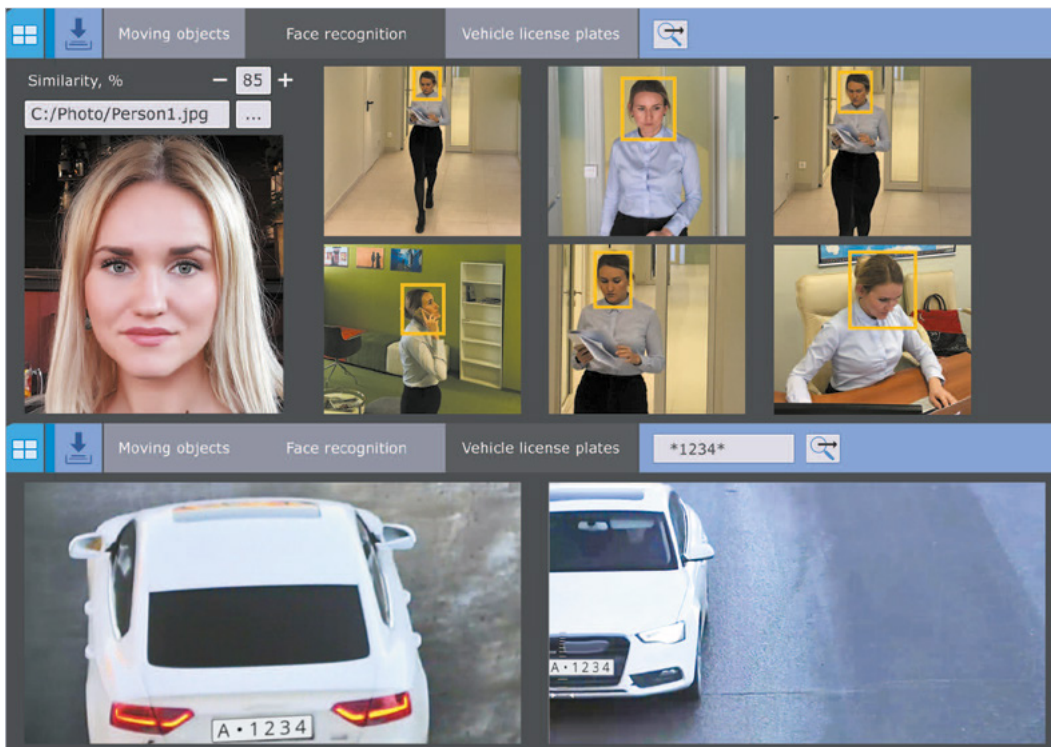 Moving objects
Face recognition
Vehicle license plates
Similarity, %
− 85 +
C:/Photo/Person1.jpg
...
Moving objects
Face recognition
Vehicle license plates
*1234*
A•1234
A•1234